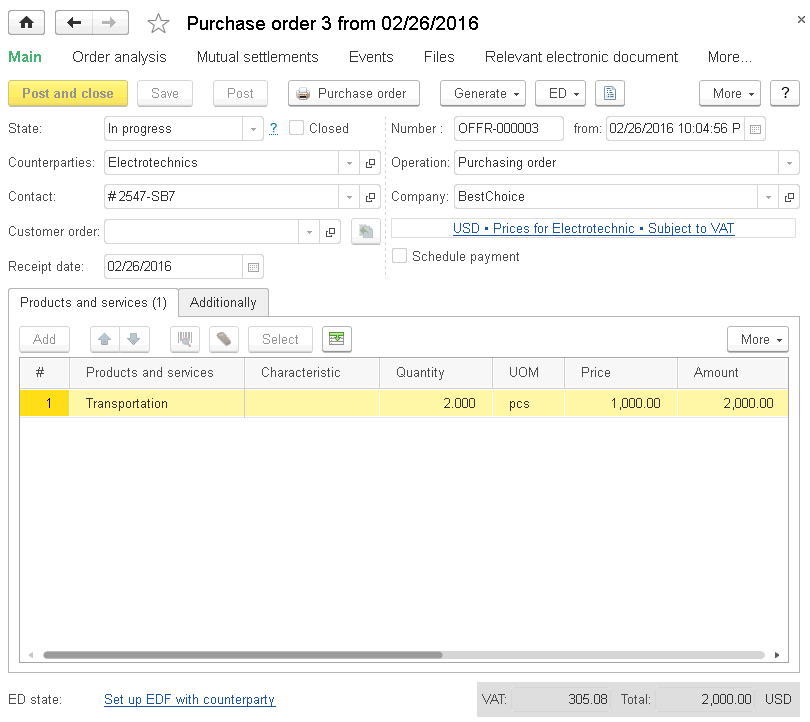 Purchase order 3 from 02/26/2016
Main Order analysis Mutual settlements Events Files Relevant electronic document More...
Post and close Save Post Purchase order Generate ED More ?
State: In progress ? Closed Number : OFFR-000003 from: 02/26/2016 10:04:56 P
Counterparties: Electrotechnics Operation: Purchasing order
Contact: #2547-SB7 Company: BestChoice
Customer order: USD • Prices for Electrotechnic • Subject to VAT
Receipt date: 02/26/2016 Schedule payment
Products and services (1) Additionally
Add Select More
# Products and services Characteristic Quantity UOM Price Amount
1 Transportation 2.000 pcs 1,000.00 2,000.00
ED state: Set up EDF with counterparty VAT: 305.08 Total: 2,000.00 USD